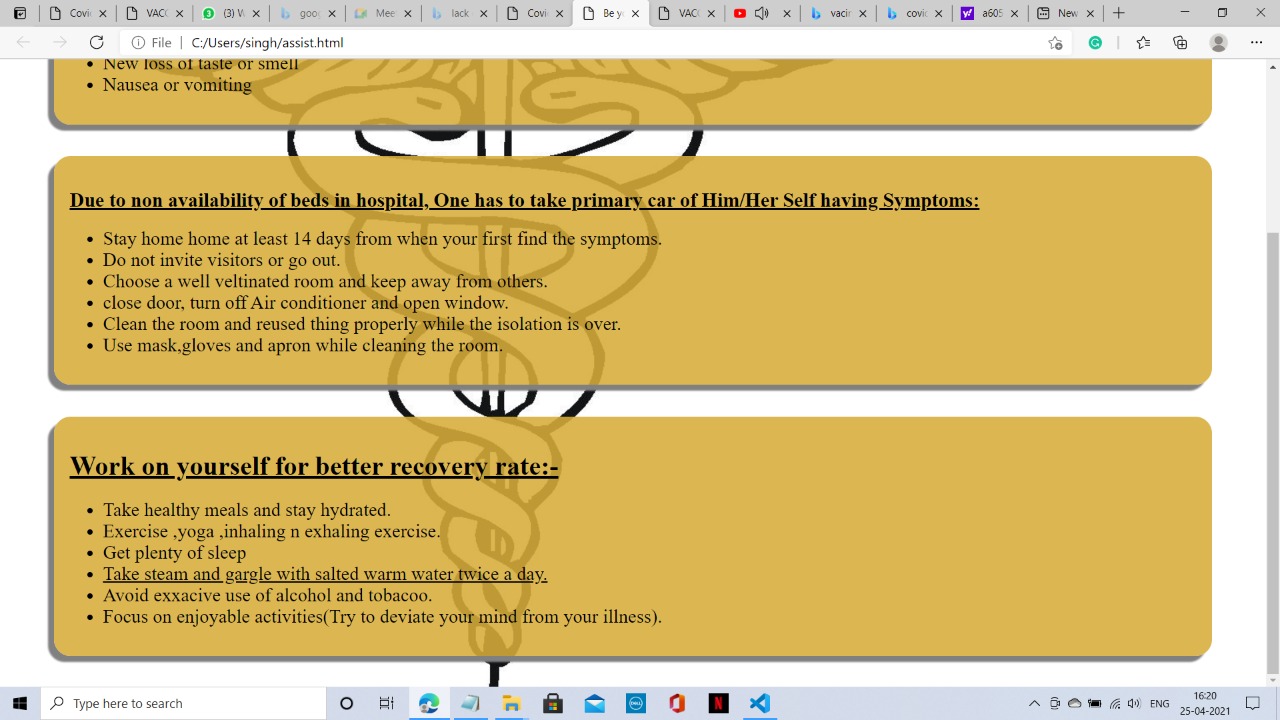 Covi
VACC
(3) W
goo
Mee
lack
Covi
Be yo
VACC
vacin
covid
a60S
New
File | C:/Users/singh/assist.html
New loss of taste or smell
Nausea or vomiting
Due to non availability of beds in hospital, One has to take primary car of Him/Her Self having Symptoms:
Stay home home at least 14 days from when your first find the symptoms.
Do not invite visitors or go out.
Choose a well veltinated room and keep away from others.
close door, turn off Air conditioner and open window.
Clean the room and reused thing properly while the isolation is over.
Use mask,gloves and apron while cleaning the room.
Work on yourself for better recovery rate:-
Take healthy meals and stay hydrated.
Exercise ,yoga ,inhaling n exhaling exercise.
Get plenty of sleep
Take steam and gargle with salted warm water twice a day.
Avoid exxacive use of alcohol and tobacoo.
Focus on enjoyable activities(Try to deviate your mind from your illness).
Type here to search
DELL
N
ENG
16:20
25-04-2021